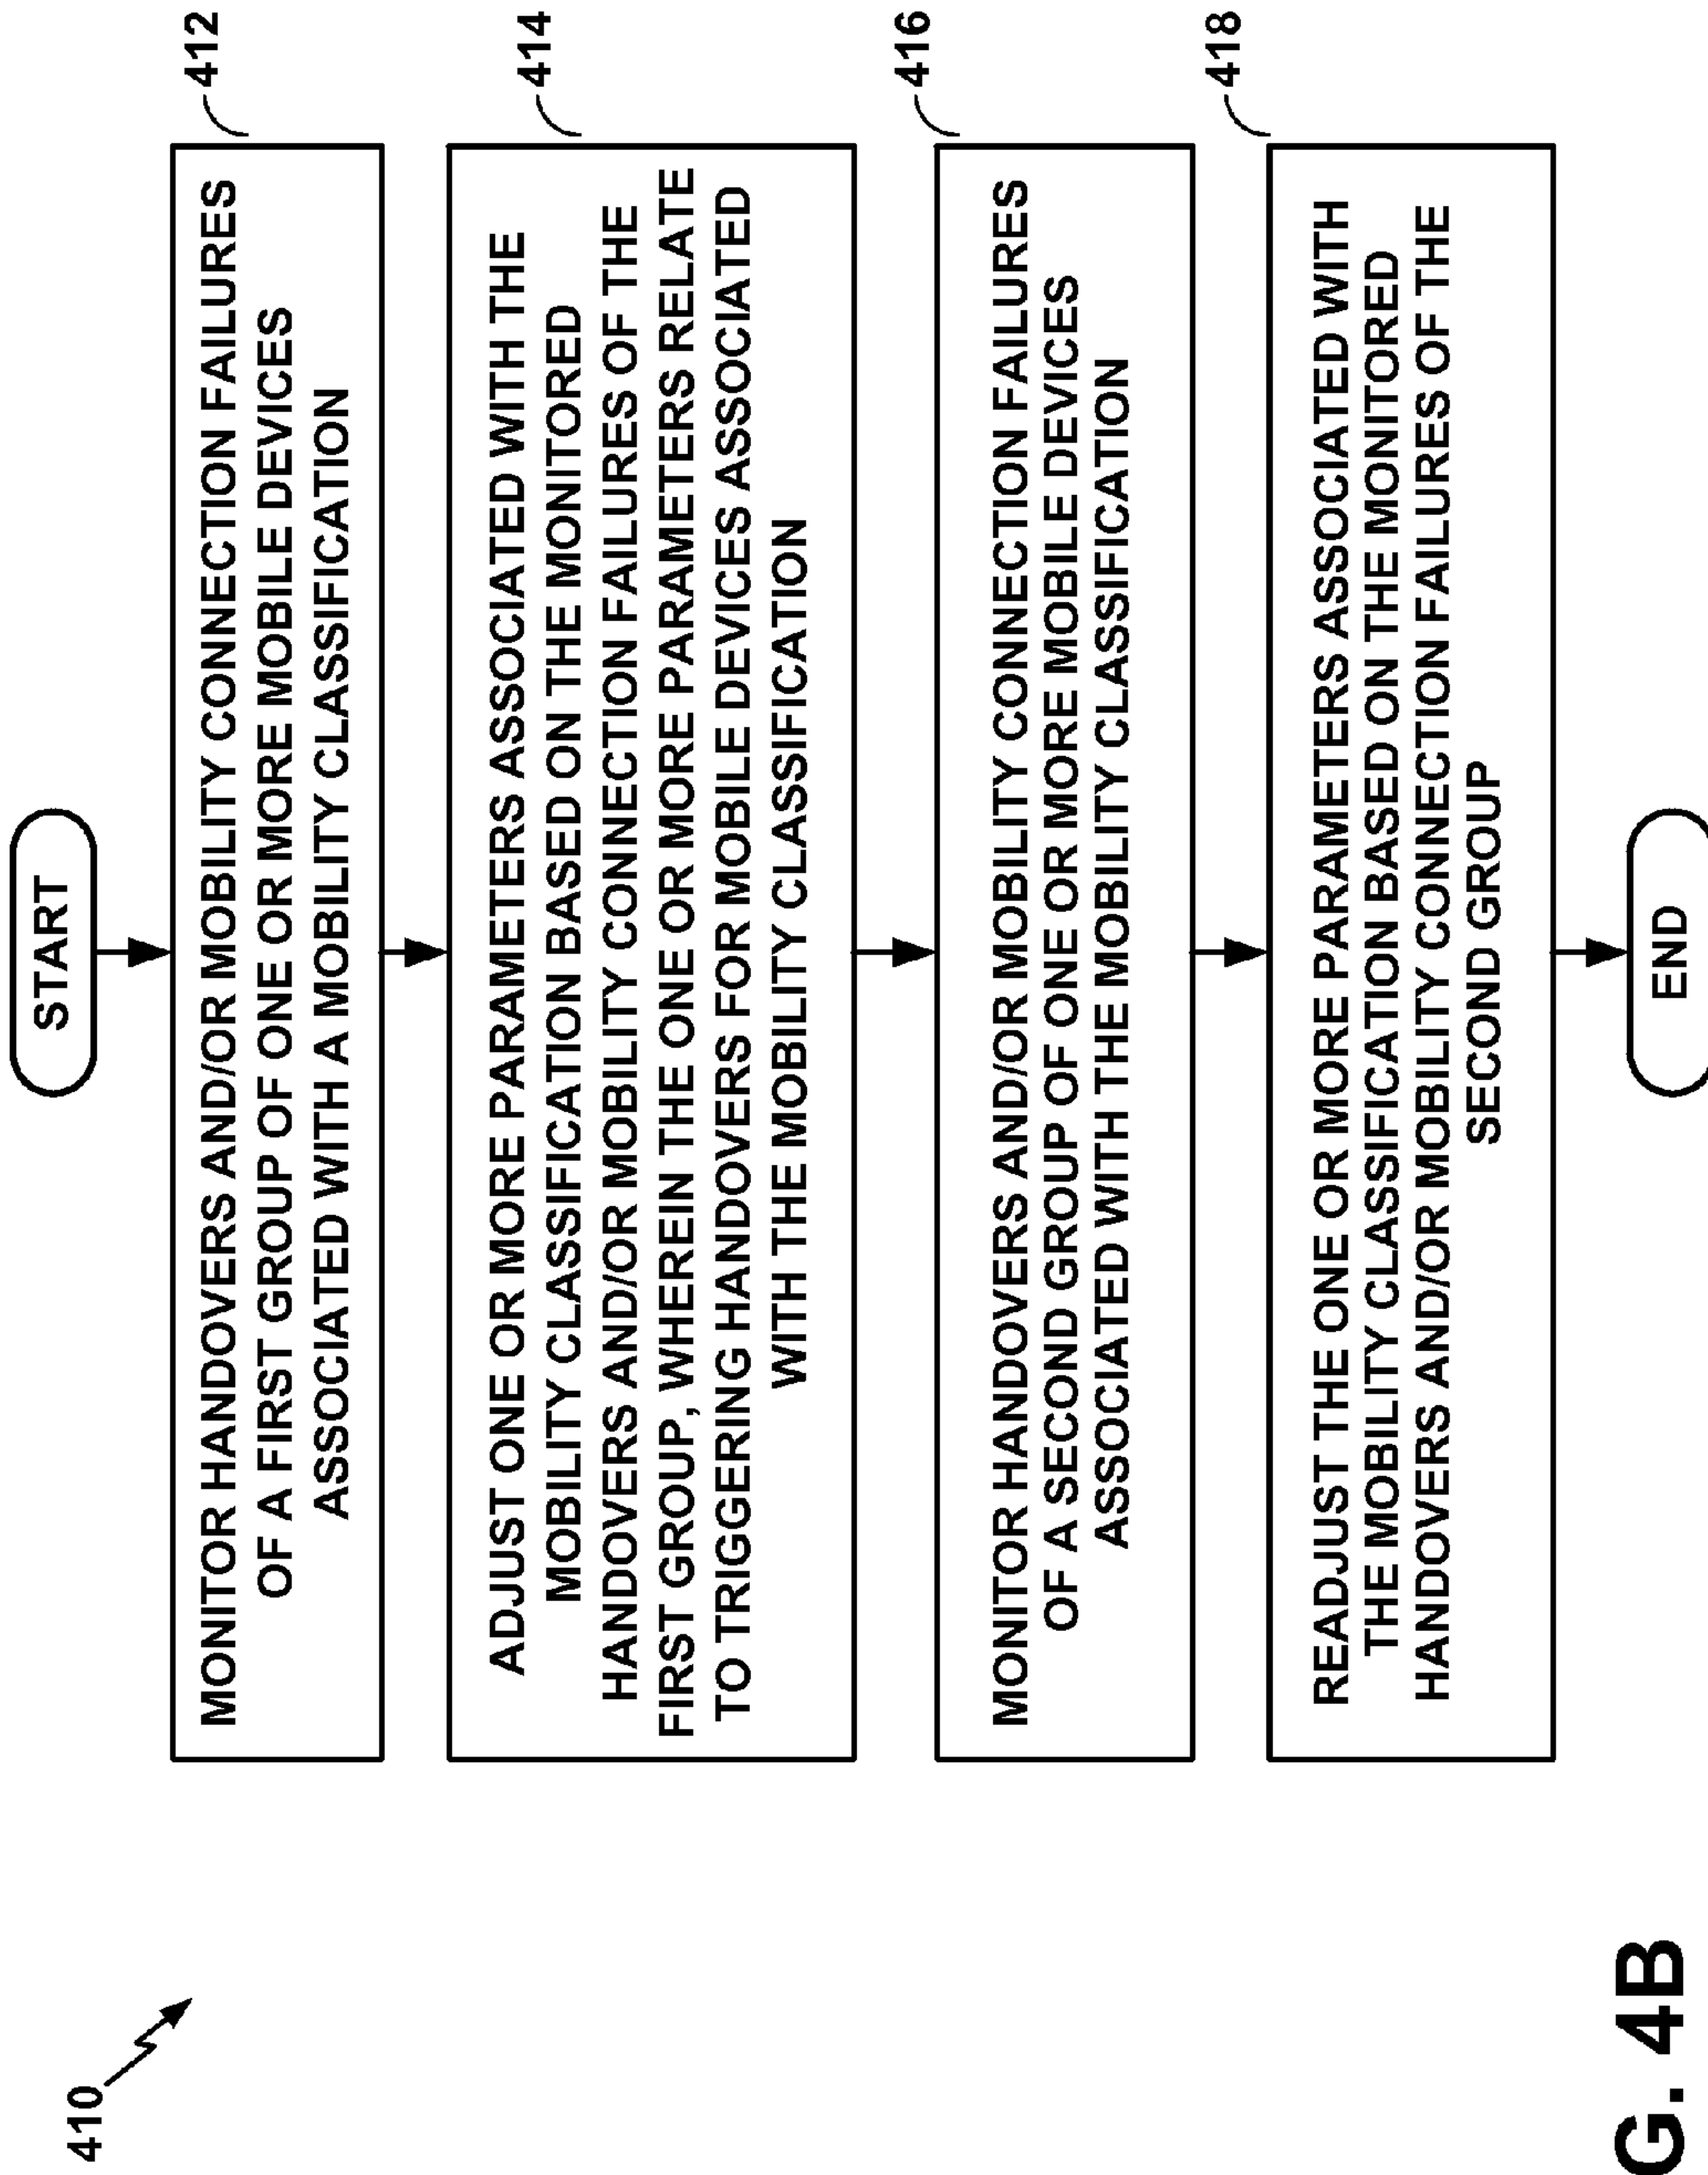 410
START
412
MONITOR HANDOVERS AND/OR MOBILITY CONNECTION FAILURES
OF A FIRST GROUP OF ONE OR MORE MOBILE DEVICES
ASSOCIATED WITH A MOBILITY CLASSIFICATION
414
ADJUST ONE OR MORE PARAMETERS ASSOCIATED WITH THE
MOBILITY CLASSIFICATION BASED ON THE MONITORED
HANDOVERS AND/OR MOBILITY CONNECTION FAILURES OF THE
FIRST GROUP, WHEREIN THE ONE OR MORE PARAMETERS RELATE
TO TRIGGERING HANDOVERS FOR MOBILE DEVICES ASSOCIATED
WITH THE MOBILITY CLASSIFICATION
416
MONITOR HANDOVERS AND/OR MOBILITY CONNECTION FAILURES
OF A SECOND GROUP OF ONE OR MORE MOBILE DEVICES
ASSOCIATED WITH THE MOBILITY CLASSIFICATION
418
READJUST THE ONE OR MORE PARAMETERS ASSOCIATED WITH
THE MOBILITY CLASSIFICATION BASED ON THE MONITORED
HANDOVERS AND/OR MOBILITY CONNECTION FAILURES OF THE
SECOND GROUP
END
G. 4B